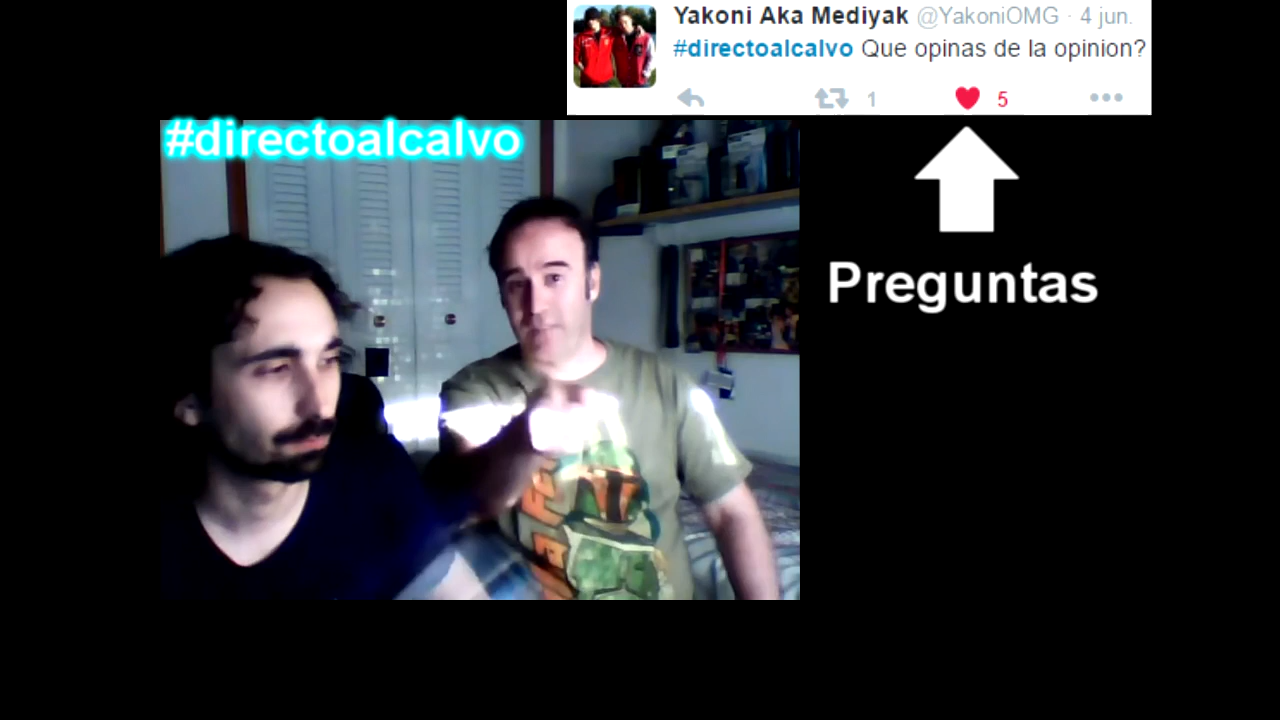 Yakoni Aka Mediyak @YakoniOMG · 4 jun.
#directoalcalvo Que opinas de la opinion?
1 5
#directoalcalvo
Preguntas